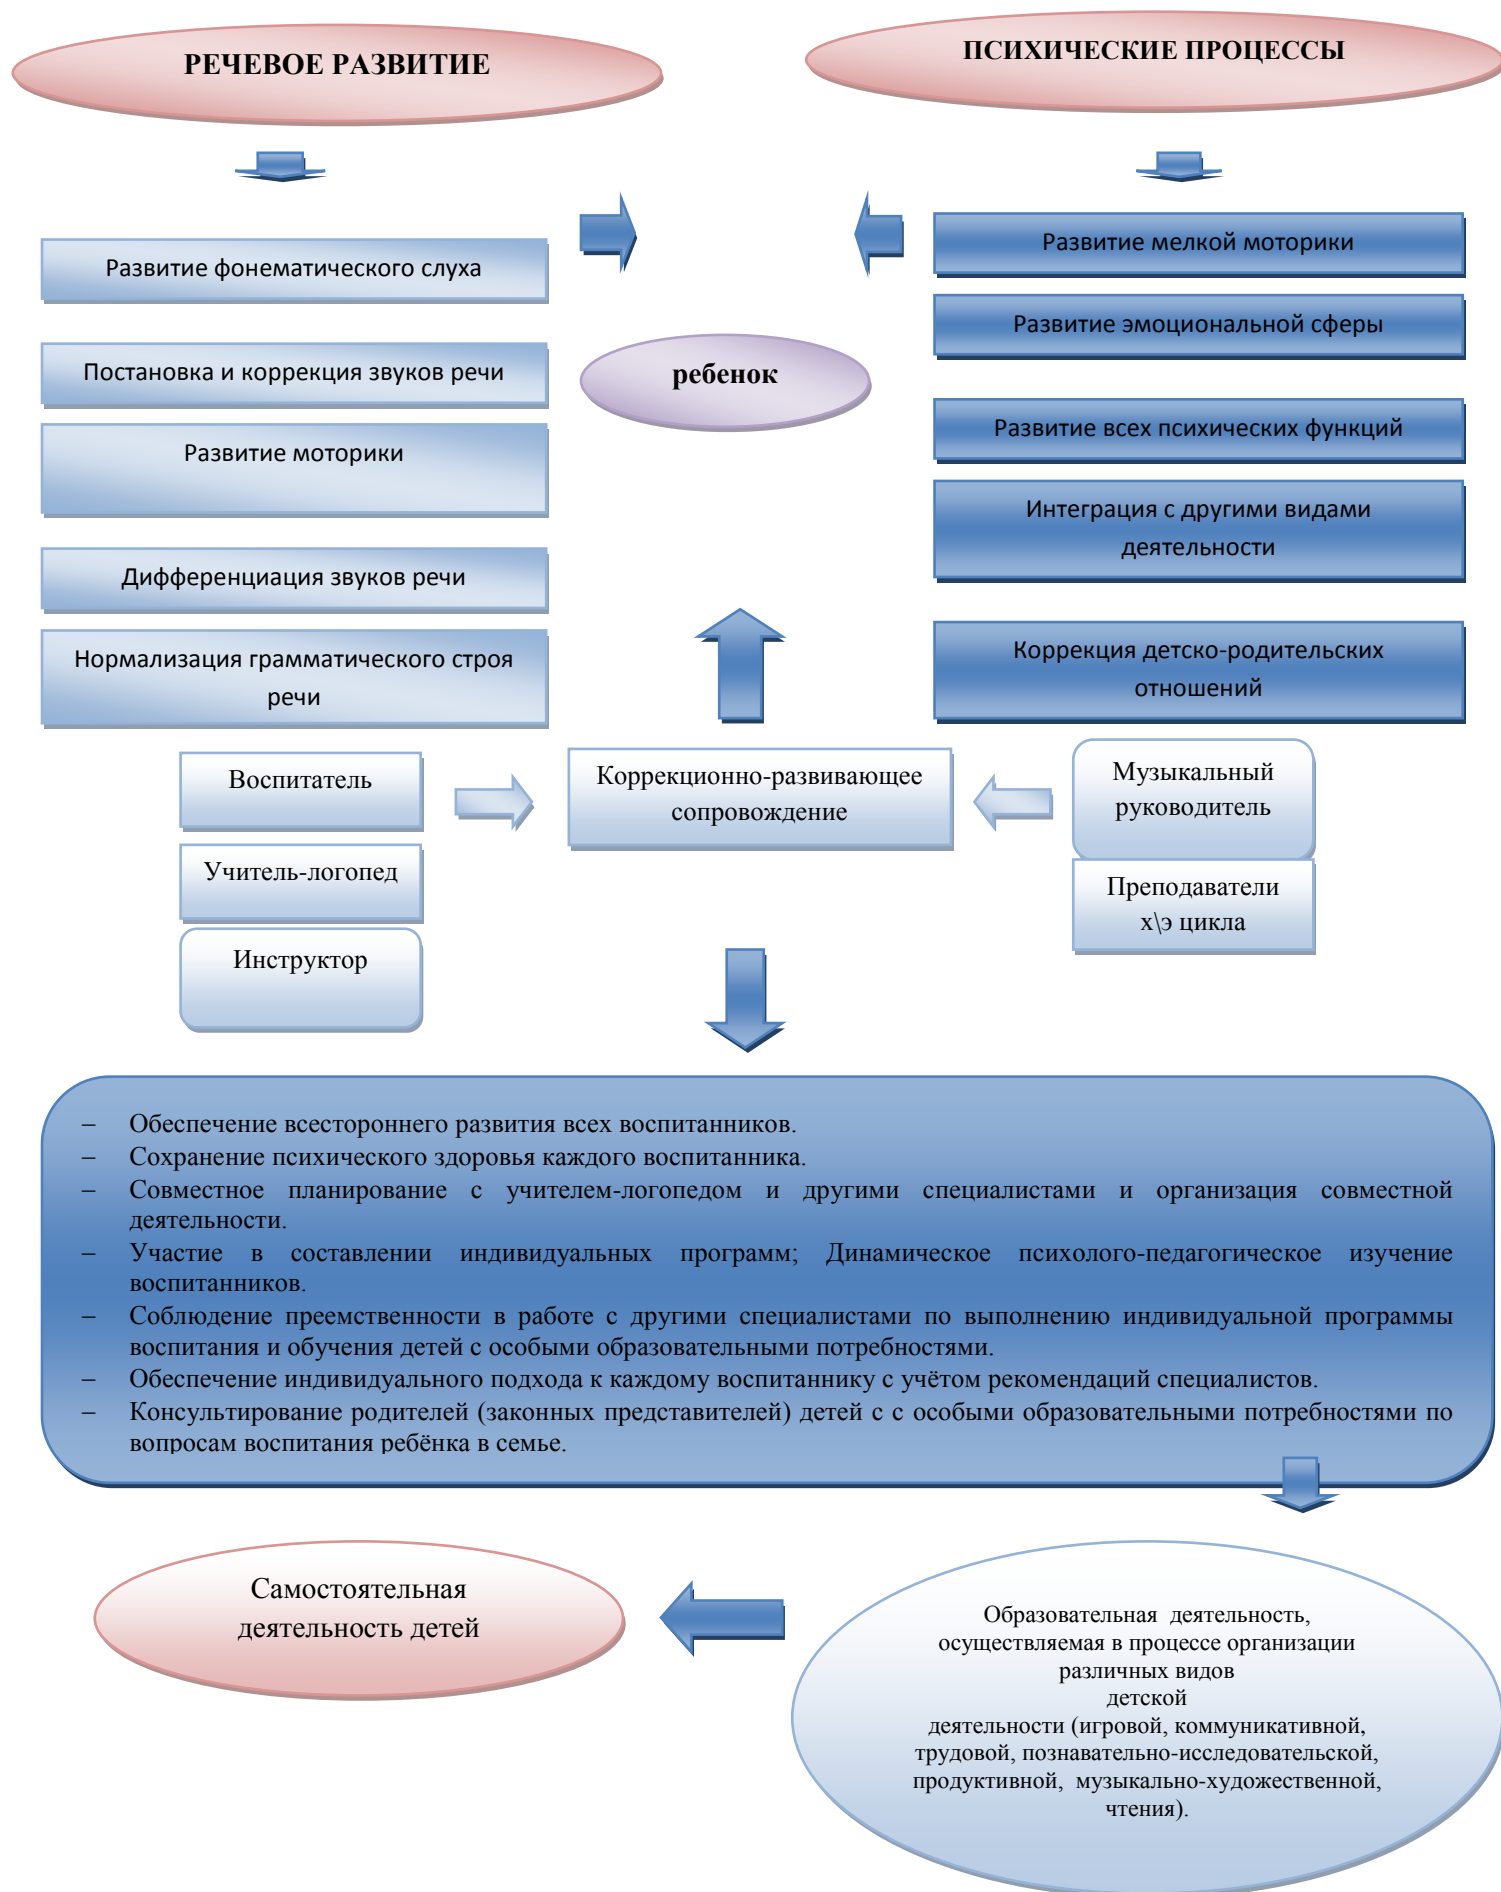 РЕЧЕВОЕ РАЗВИТИЕ
ПСИХИЧЕСКИЕ ПРОЦЕССЫ
Развитие фонематического слуха
Постановка и коррекция звуков речи
Развитие моторики
Дифференциация звуков речи
Нормализация грамматического строя
речи
ребенок
Развитие мелкой моторики
Развитие эмоциональной сферы
Развитие всех психических функций
Интеграция с другими видами
деятельности
Коррекция детско-родительских
отношений
Воспитатель
Учитель-логопед
Инструктор
Коррекционно-развивающее
сопровождение
Музыкальный
руководитель
Преподаватели
х\э цикла
– Обеспечение всестороннего развития всех воспитанников.
– Сохранение психического здоровья каждого воспитанника.
– Совместное планирование с учителем-логопедом и другими специалистами и организация совместной
деятельности.
– Участие в составлении индивидуальных программ; Динамическое психолого-педагогическое изучение
воспитанников.
– Соблюдение преемственности в работе с другими специалистами по выполнению индивидуальной программы
воспитания и обучения детей с особыми образовательными потребностями.
– Обеспечение индивидуального подхода к каждому воспитаннику с учётом рекомендаций специалистов.
– Консультирование родителей (законных представителей) детей с с особыми образовательными потребностями по
вопросам воспитания ребёнка в семье.
Самостоятельная
деятельность детей
Образовательная деятельность,
осуществляемая в процессе организации
различных видов
детской
деятельности (игровой, коммуникативной,
трудовой, познавательно-исследовательской,
продуктивной, музыкально-художественной,
чтения).